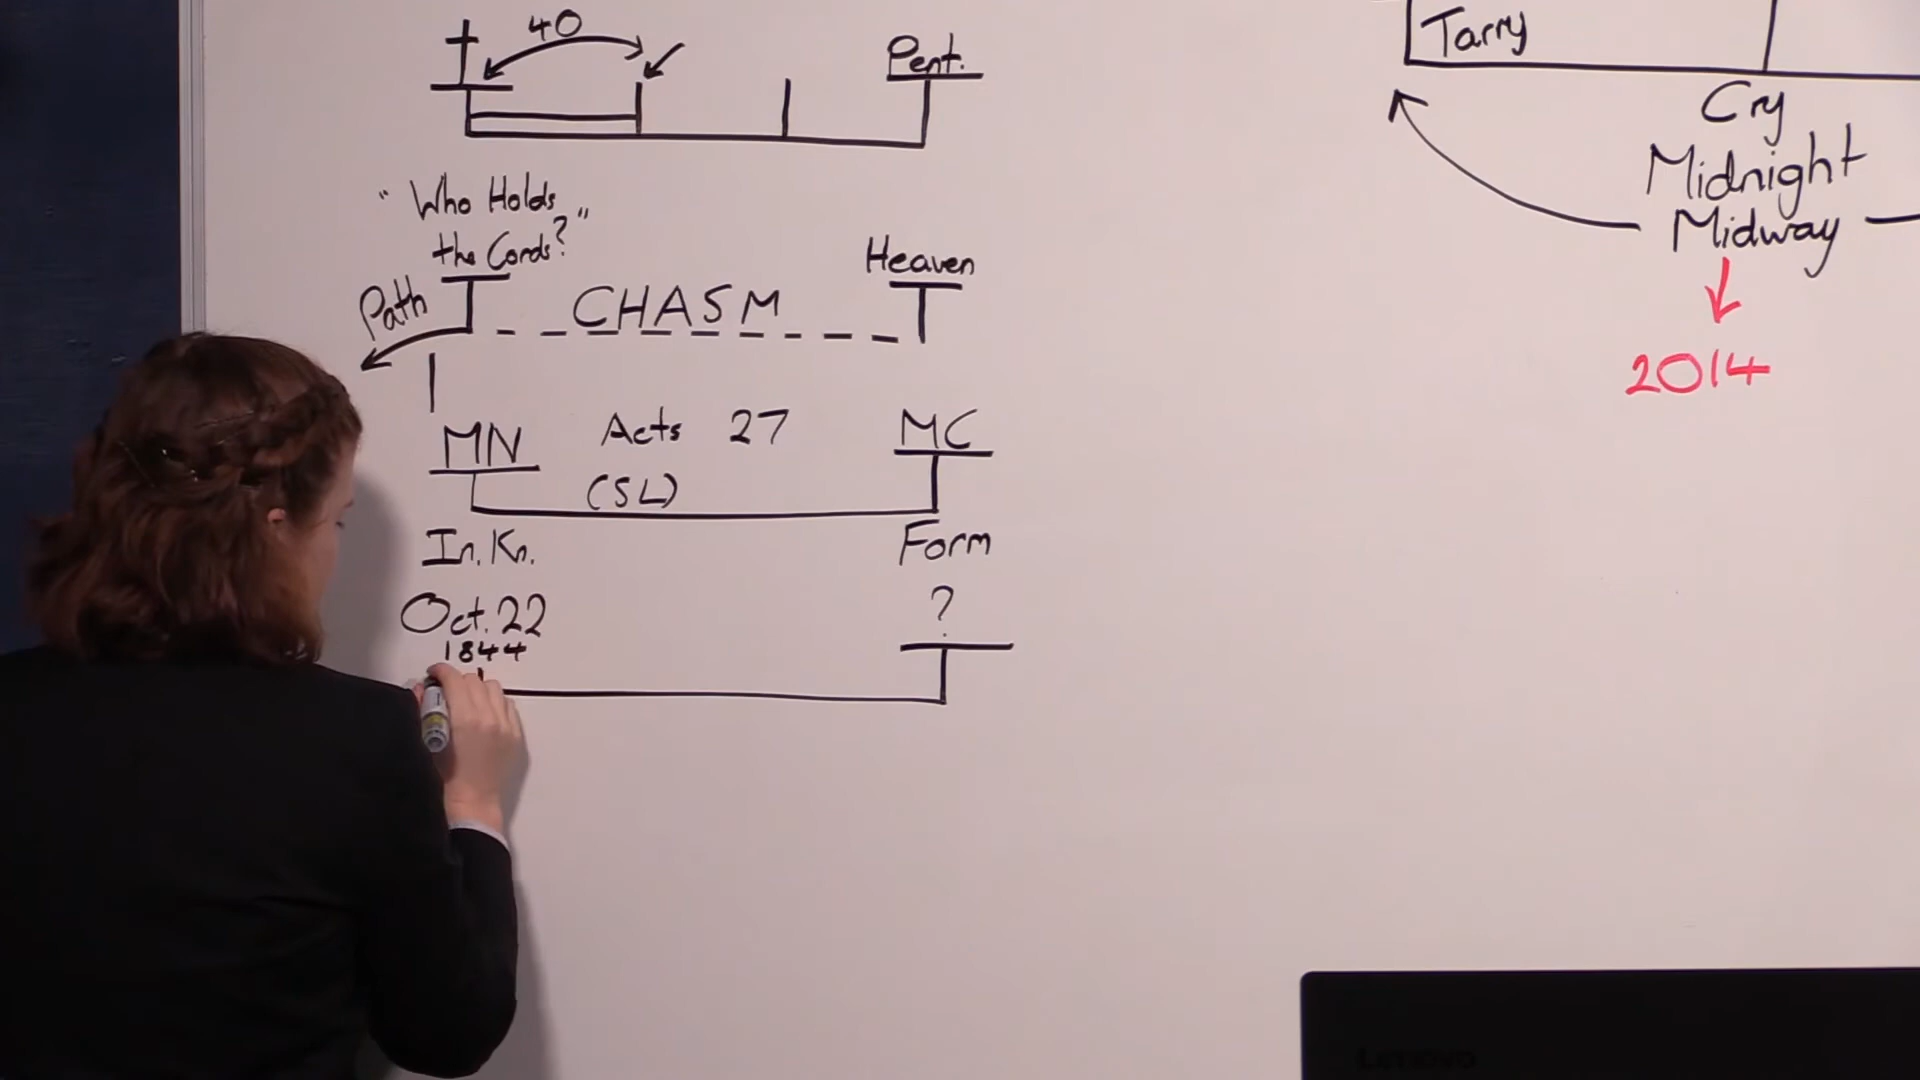 40
Pent.
"Who Holds
the Cords?"
Path
CHASM
Heaven
MN
Acts 27
(SL)
MC
In. Kn.
Form
Oct. 22
1844
?
Tarry
Cry
Midnight
Midway
2014
Lenovo